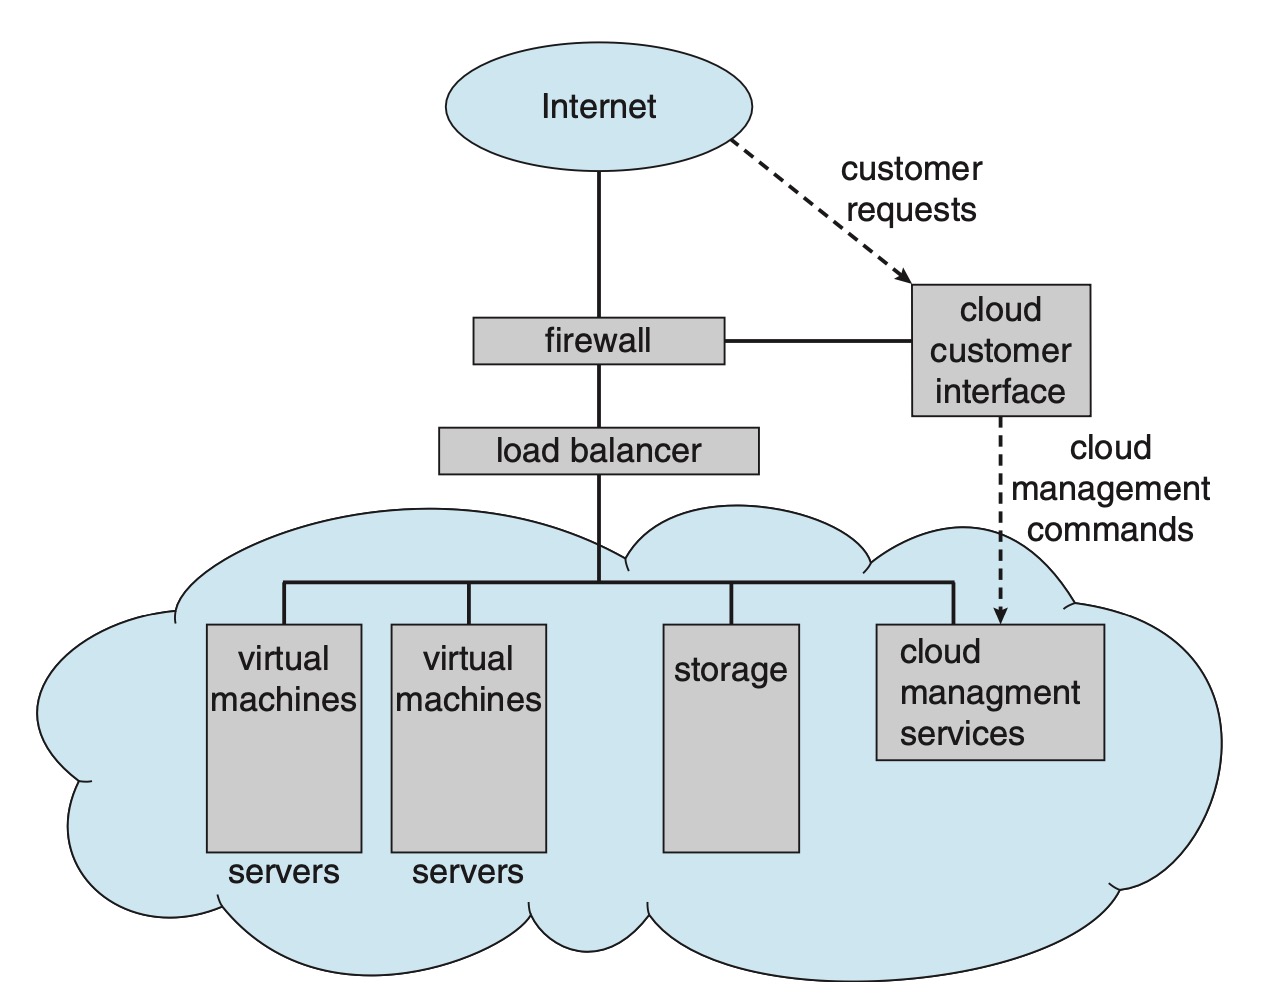 Internet
customer
requests
cloud
customer
interface
firewall
load balancer
cloud
management
commands
virtual
machines
virtual
machines
storage
cloud
managment
services
servers
servers